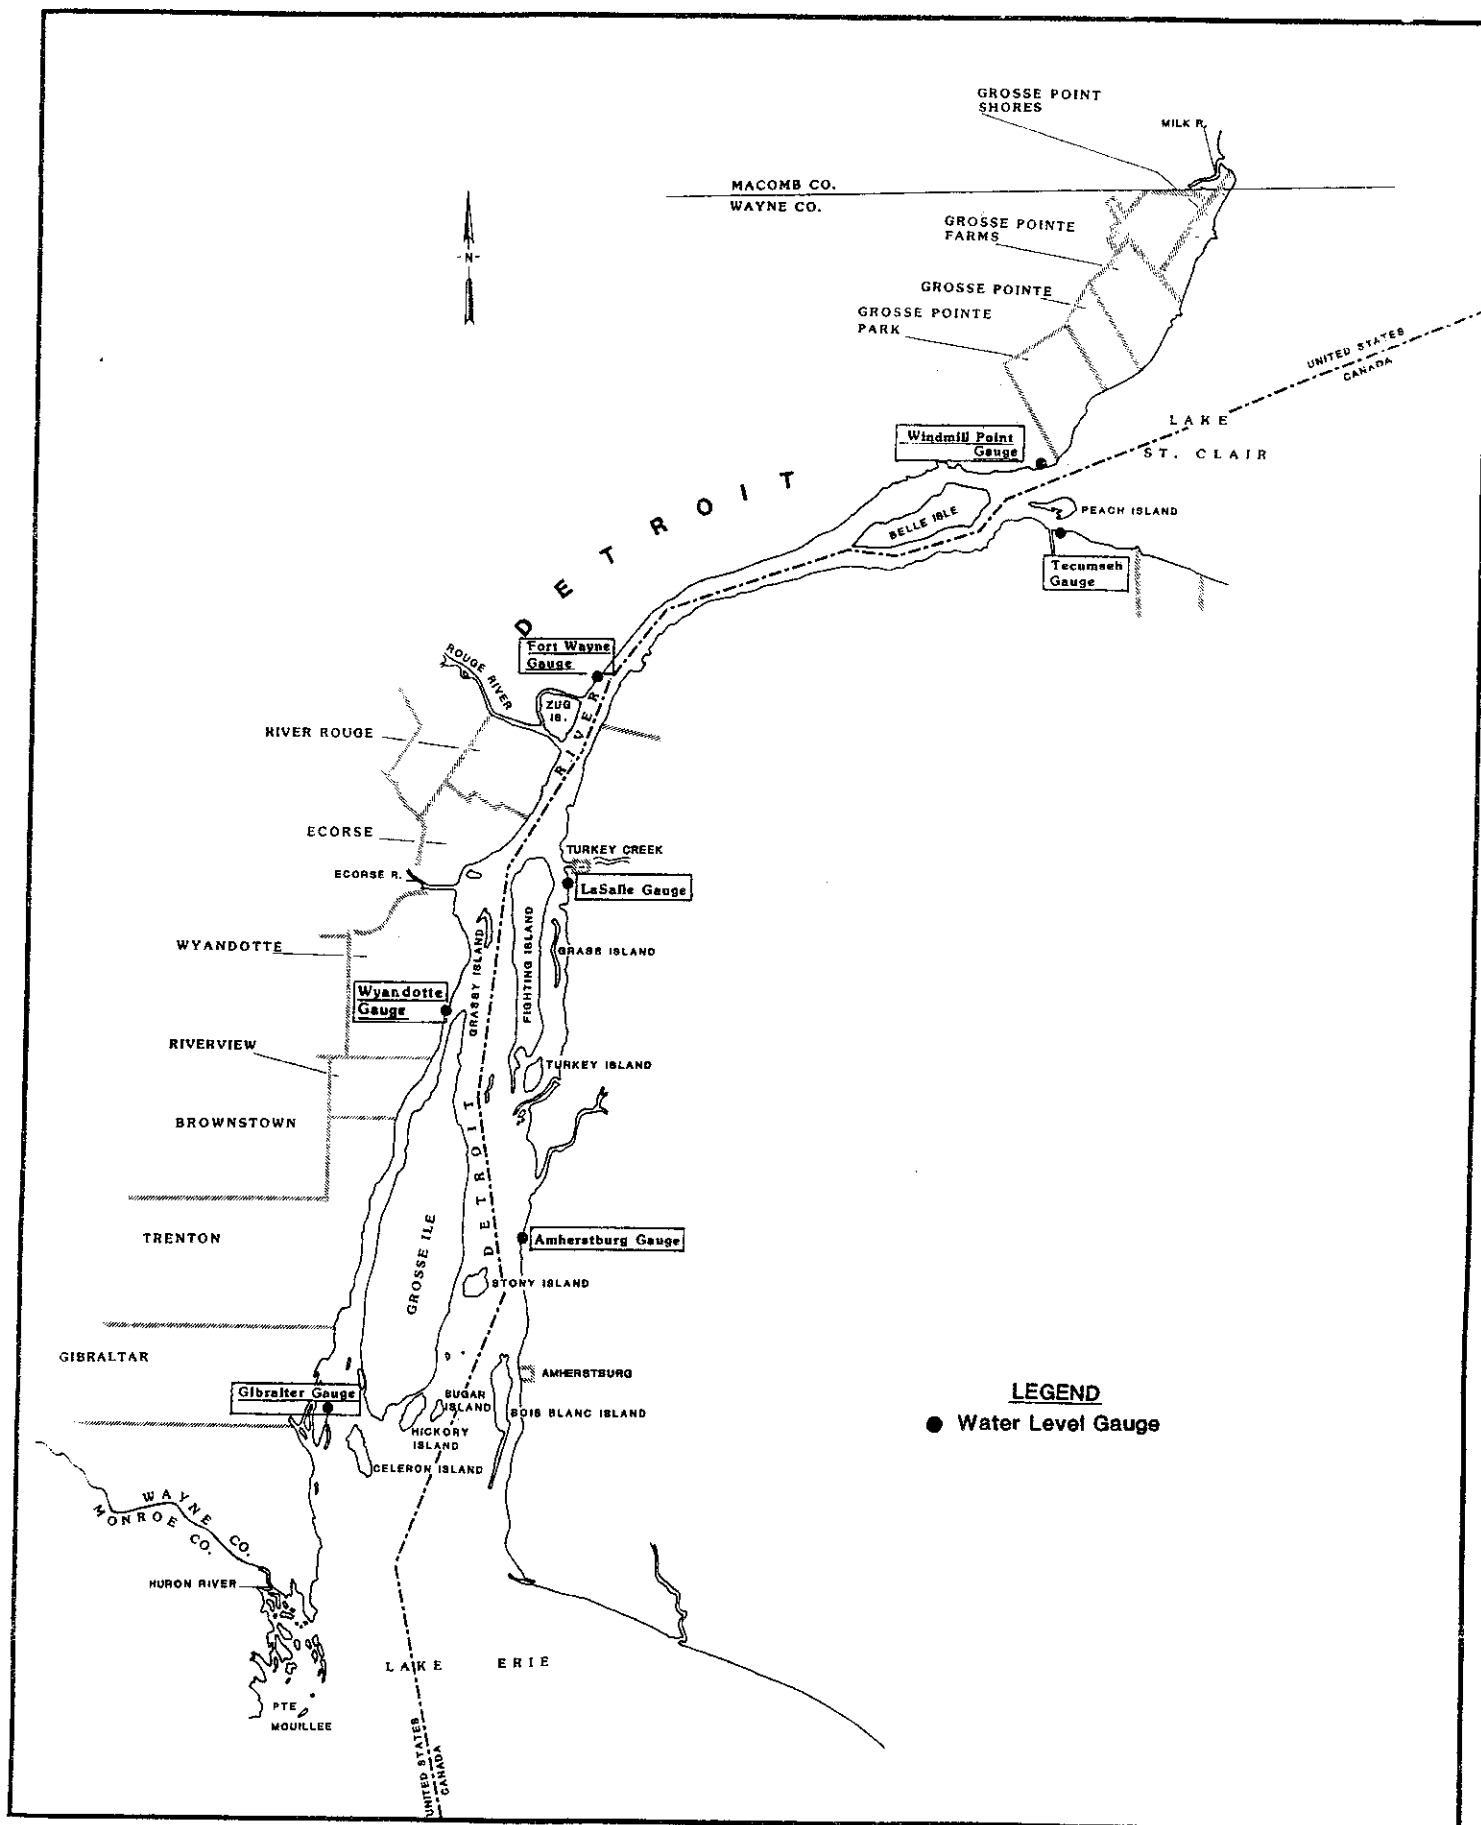 GROSSE POINT
SHORES
MILK R.
MACOMB CO.
WAYNE CO.
-N-
GROSSE POINTE
FARMS
GROSSE POINTE
GROSSE POINTE
PARK
UNITED STATES
CANADA
LAKE
ST. CLAIR
Windmill Point
Gauge
DETROIT
BELLE ISLE
PEACH ISLAND
Tecumseh
Gauge
Fort Wayne
Gauge
ROUGE RIVER
ZUG
IS.
RIVER
RIVER ROUGE
ECORSE
TURKEY CREEK
ECORSE R.
LaSalle Gauge
WYANDOTTE
GRASSY ISLAND
FIGHTING ISLAND
GRASS ISLAND
Wyandotte
Gauge
RIVERVIEW
TURKEY ISLAND
BROWNSTOWN
DETROIT
TRENTON
GROSSE ILE
Amherstburg Gauge
STONY ISLAND
GIBRALTAR
AMHERSTBURG
Gibralter Gauge
SUGAR
ISLAND
BOIS BLANC ISLAND
HICKORY
ISLAND
CELERON ISLAND
LEGEND
Water Level Gauge
WAYNE CO.
MONROE CO.
HURON RIVER
LAKE ERIE
PTE
MOUILLEE
UNITED STATES
CANADA